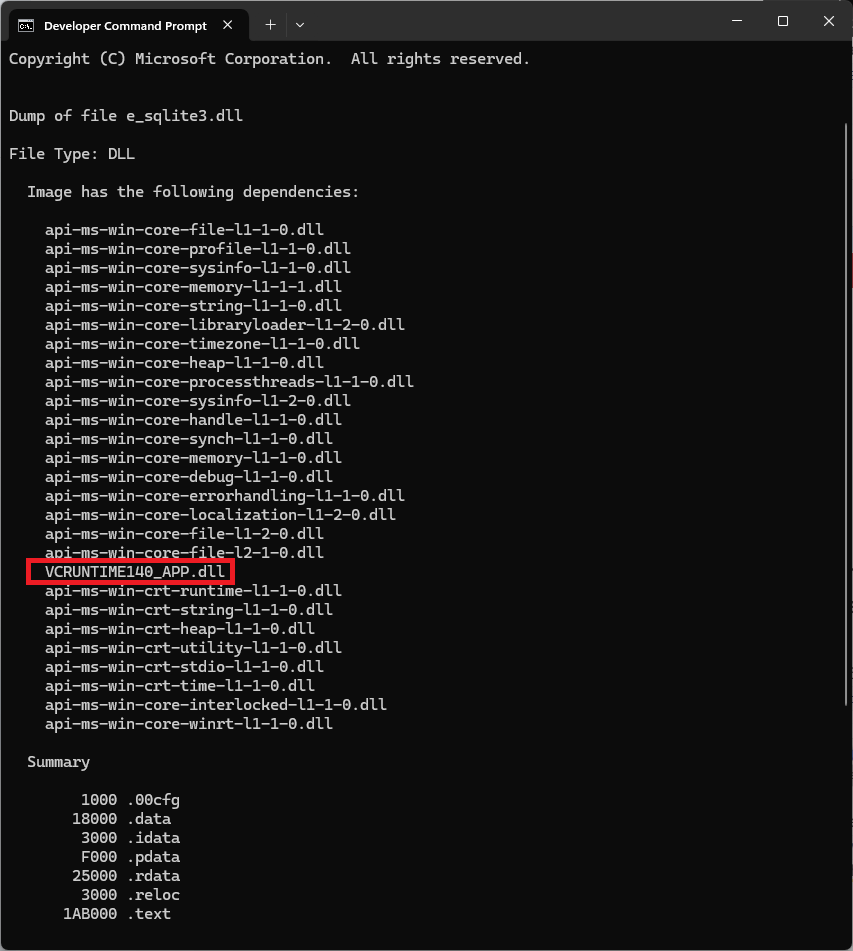 Developer Command Prompt
Copyright (C) Microsoft Corporation.  All rights reserved.
Dump of file e_sqlite3.dll
File Type: DLL
Image has the following dependencies:
api-ms-win-core-file-l1-1-0.dll
api-ms-win-core-profile-l1-1-0.dll
api-ms-win-core-sysinfo-l1-1-0.dll
api-ms-win-core-memory-l1-1-1.dll
api-ms-win-core-string-l1-1-0.dll
api-ms-win-core-libraryloader-l1-2-0.dll
api-ms-win-core-timezone-l1-1-0.dll
api-ms-win-core-heap-l1-1-0.dll
api-ms-win-core-processthreads-l1-1-0.dll
api-ms-win-core-sysinfo-l1-2-0.dll
api-ms-win-core-handle-l1-1-0.dll
api-ms-win-core-synch-l1-1-0.dll
api-ms-win-core-memory-l1-1-0.dll
api-ms-win-core-debug-l1-1-0.dll
api-ms-win-core-errorhandling-l1-1-0.dll
api-ms-win-core-localization-l1-2-0.dll
api-ms-win-core-file-l1-2-0.dll
api-ms-win-core-file-l2-1-0.dll
VCRUNTIME140_APP.dll
api-ms-win-crt-runtime-l1-1-0.dll
api-ms-win-crt-string-l1-1-0.dll
api-ms-win-crt-heap-l1-1-0.dll
api-ms-win-crt-utility-l1-1-0.dll
api-ms-win-crt-stdio-l1-1-0.dll
api-ms-win-crt-time-l1-1-0.dll
api-ms-win-core-interlocked-l1-1-0.dll
api-ms-win-core-winrt-l1-1-0.dll
Summary
1000 .00cfg
18000 .data
3000 .idata
F000 .pdata
25000 .rdata
3000 .reloc
1AB000 .text